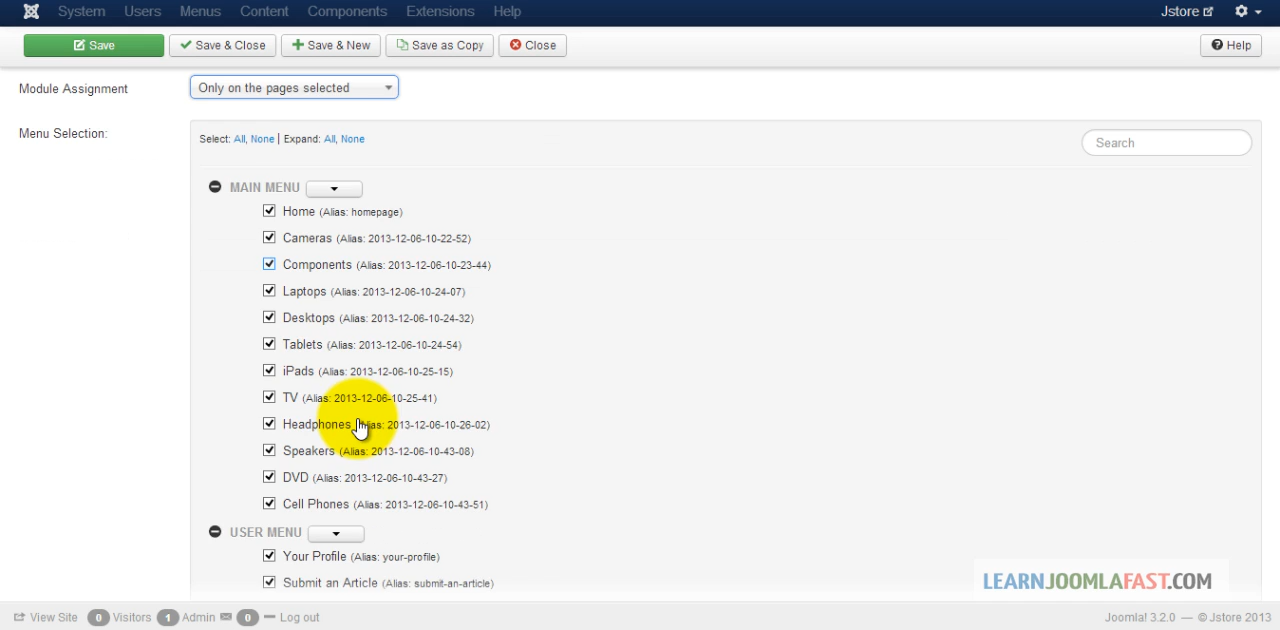 System Users Menus Content Components Extensions Help Jstore
Save Save & Close Save & New Save as Copy Close Help
Module Assignment Only on the pages selected
Menu Selection: Select: All, None | Expand: All, None Search
MAIN MENU
Home (Alias: homepage)
Cameras (Alias: 2013-12-06-10-22-52)
Components (Alias: 2013-12-06-10-23-44)
Laptops (Alias: 2013-12-06-10-24-07)
Desktops (Alias: 2013-12-06-10-24-32)
Tablets (Alias: 2013-12-06-10-24-54)
iPads (Alias: 2013-12-06-10-25-15)
TV (Alias: 2013-12-06-10-25-41)
Headphones (Alias: 2013-12-06-10-26-02)
Speakers (Alias: 2013-12-06-10-43-08)
DVD (Alias: 2013-12-06-10-43-27)
Cell Phones (Alias: 2013-12-06-10-43-51)
USER MENU
Your Profile (Alias: your-profile)
Submit an Article (Alias: submit-an-article)
LEARNJOOMLAFAST.COM
View Site 0 Visitors 1 Admin 0 Log out Joomla! 3.2.0 — © Jstore 2013